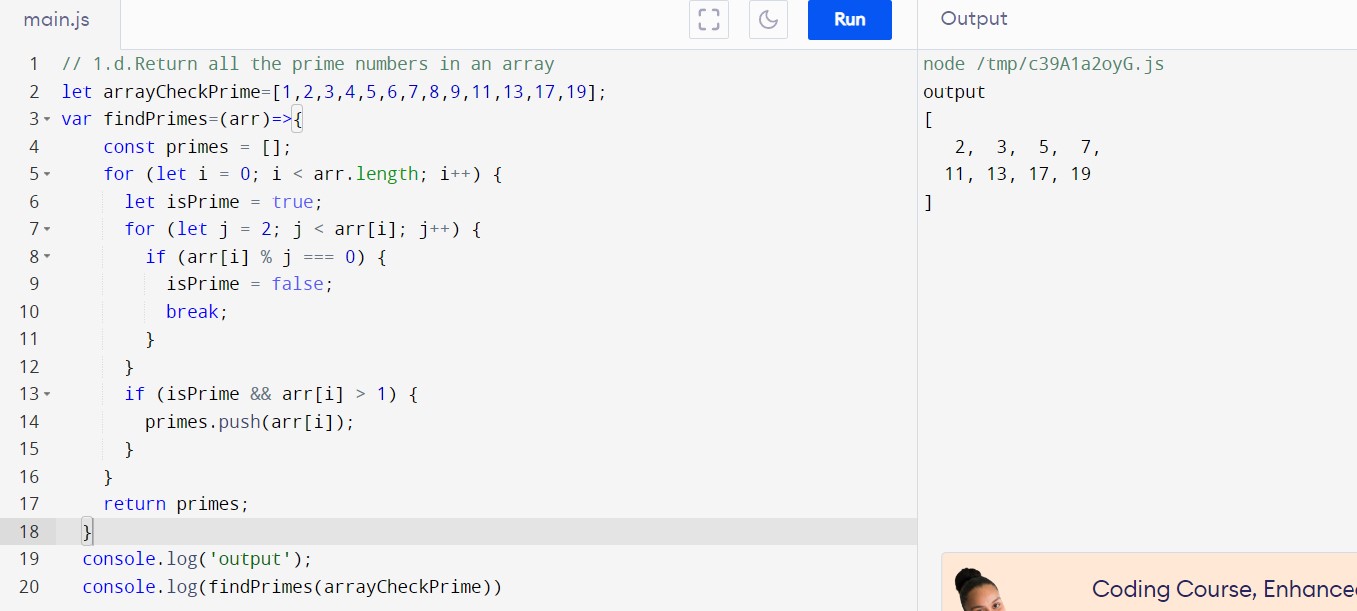 main.js
Run
Output
1 // 1.d.Return all the prime numbers in an array
2 let arrayCheckPrime=[1,2,3,4,5,6,7,8,9,11,13,17,19];
3 var findPrimes=(arr)=>{
4     const primes = [];
5     for (let i = 0; i < arr.length; i++) {
6       let isPrime = true;
7       for (let j = 2; j < arr[i]; j++) {
8         if (arr[i] % j === 0) {
9           isPrime = false;
10           break;
11         }
12       }
13       if (isPrime && arr[i] > 1) {
14         primes.push(arr[i]);
15       }
16     }
17     return primes;
18   }
19   console.log('output');
20   console.log(findPrimes(arrayCheckPrime))
node /tmp/c39A1a2oyG.js
output
[
   2,  3,  5,  7,
  11, 13, 17, 19
]
Coding Course, Enhance